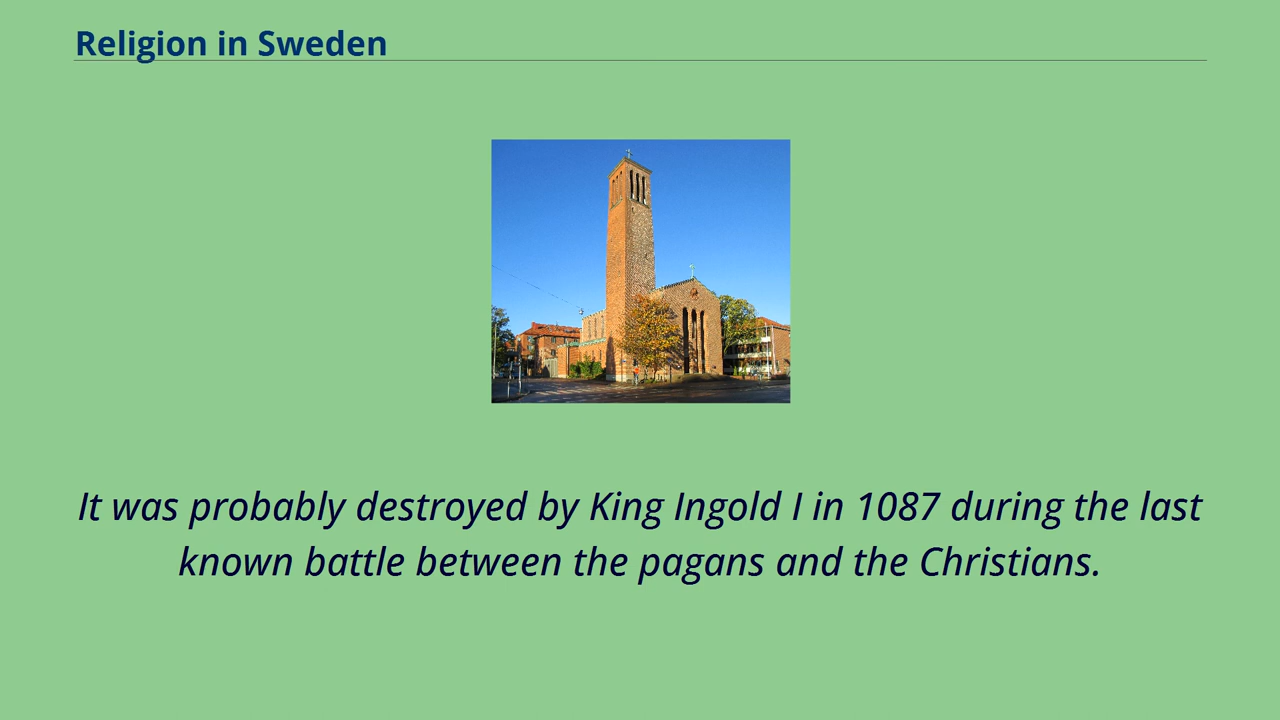 Religion in Sweden
It was probably destroyed by King Ingold I in 1087 during the last
known battle between the pagans and the Christians.